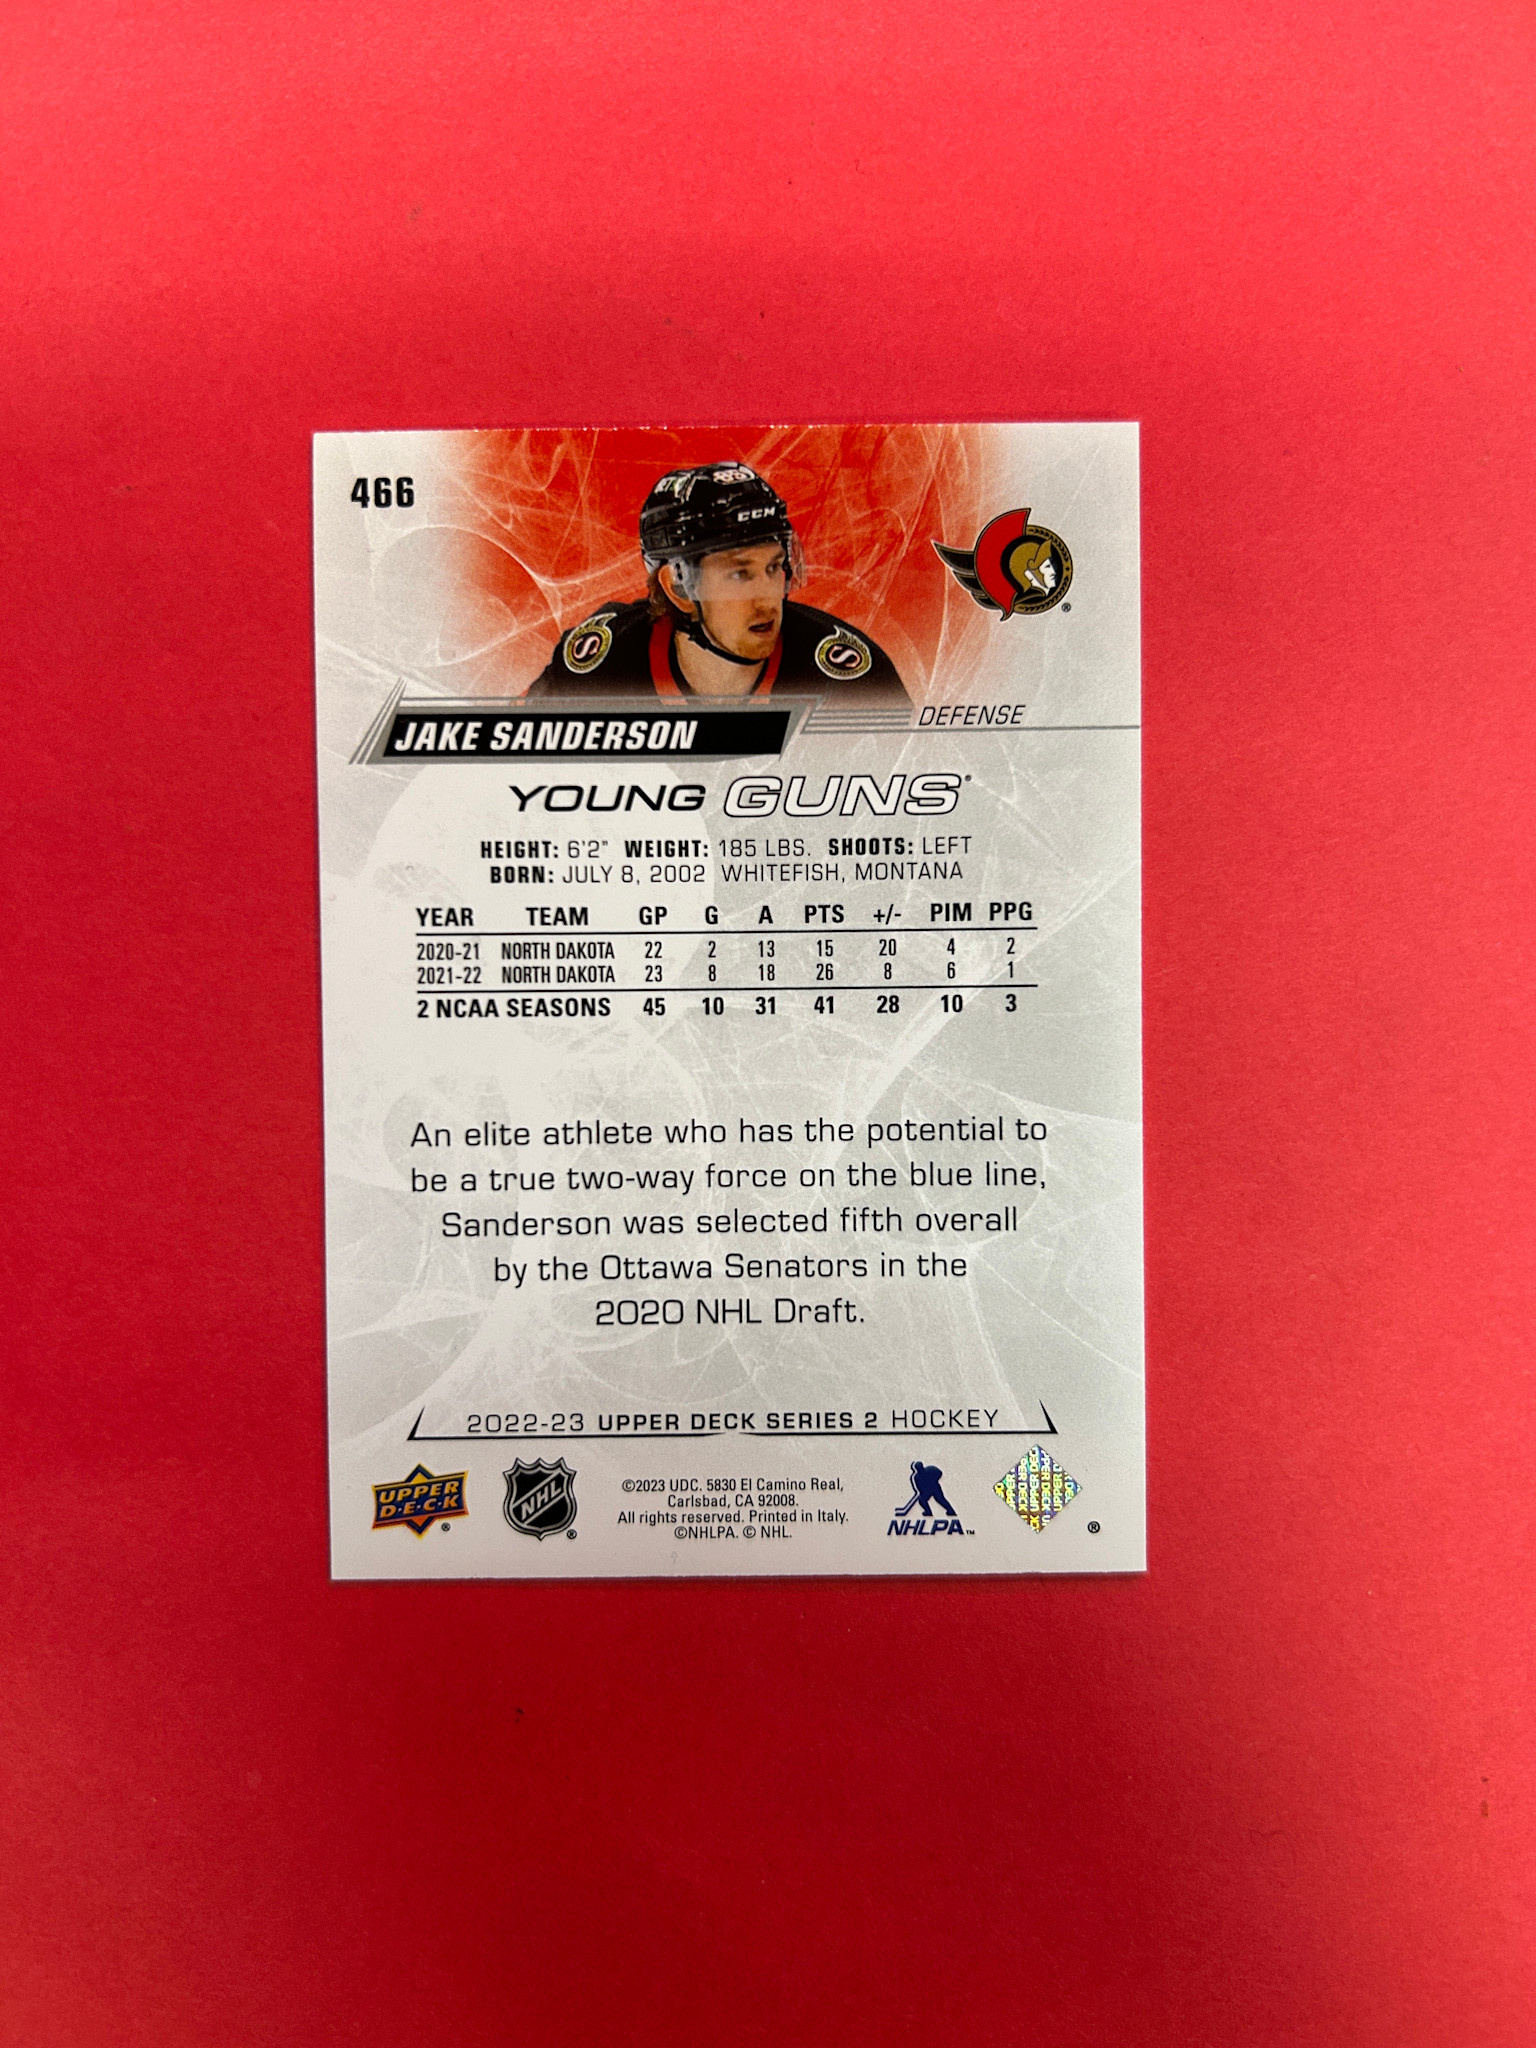 466
85
CCM
JAKE SANDERSON
DEFENSE
YOUNG GUNS®
HEIGHT: 6'2" WEIGHT: 185 LBS. SHOOTS: LEFT
BORN: JULY 8, 2002 WHITEFISH, MONTANA
YEAR TEAM GP G A PTS +/- PIM PPG
2020-21 NORTH DAKOTA 22 2 13 15 20 4 2
2021-22 NORTH DAKOTA 23 8 18 26 8 6 1
2 NCAA SEASONS 45 10 31 41 28 10 3
An elite athlete who has the potential to
be a true two-way force on the blue line,
Sanderson was selected fifth overall
by the Ottawa Senators in the
2020 NHL Draft.
2022-23 UPPER DECK SERIES 2 HOCKEY
UPPER
D·E·C·K ®
NHL ®
©2023 UDC. 5830 El Camino Real,
Carlsbad, CA 92008.
All rights reserved. Printed in Italy.
©NHLPA. © NHL.
NHLPA™
UPPER DECK
®